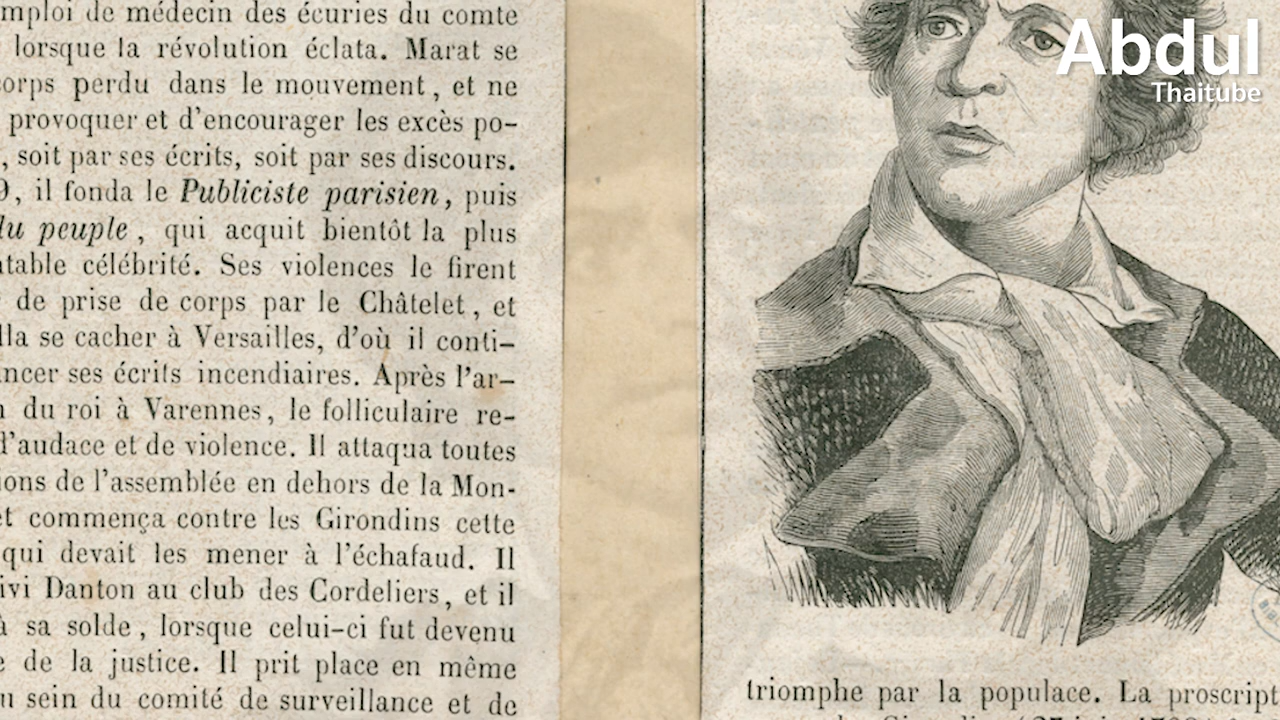 mploi de médecin des écuries du comte
lorsque la révolution éclata. Marat se
corps perdu dans le mouvement, et ne
provoquer et d'encourager les excès po-
, soit par ses écrits, soit par ses discours.
9, il fonda le Publiciste parisien, puis
du peuple, qui acquit bientôt la plus
table célébrité. Ses violences le firent
de prise de corps par le Châtelet, et
lla se cacher à Versailles, d'où il conti-
ncer ses écrits incendiaires. Après l'ar-
n du roi à Varennes, le folliculaire re-
d'audace et de violence. Il attaqua toutes
ions de l'assemblée en dehors de la Mon-
et commença contre les Girondins cette
qui devait les mener à l'échafaud. Il
ivi Danton au club des Cordeliers, et il
à sa solde, lorsque celui-ci fut devenu
e de la justice. Il prit place en même
u sein du comité de surveillance et de
Abdul
Thaitube
triomphe par la populace. La proscript